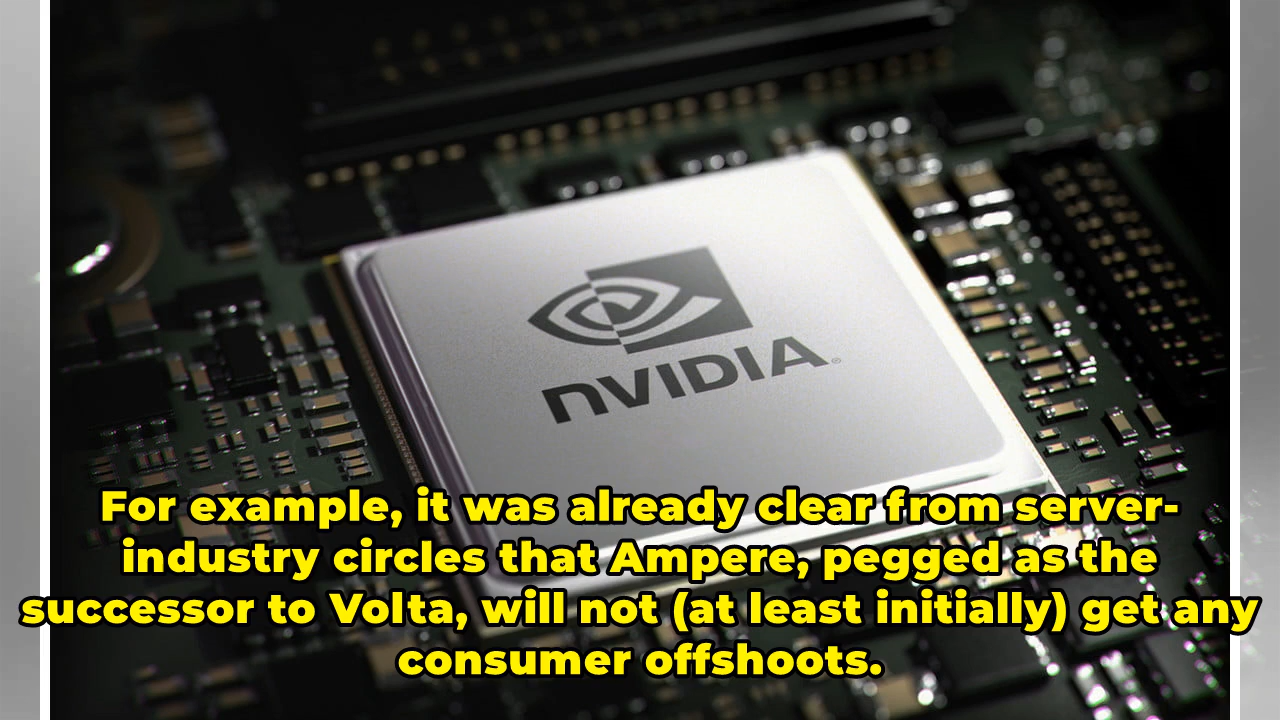 nVIDIA®
For example, it was already clear from server-
industry circles that Ampere, pegged as the
successor to Volta, will not (at least initially) get any
consumer offshoots.